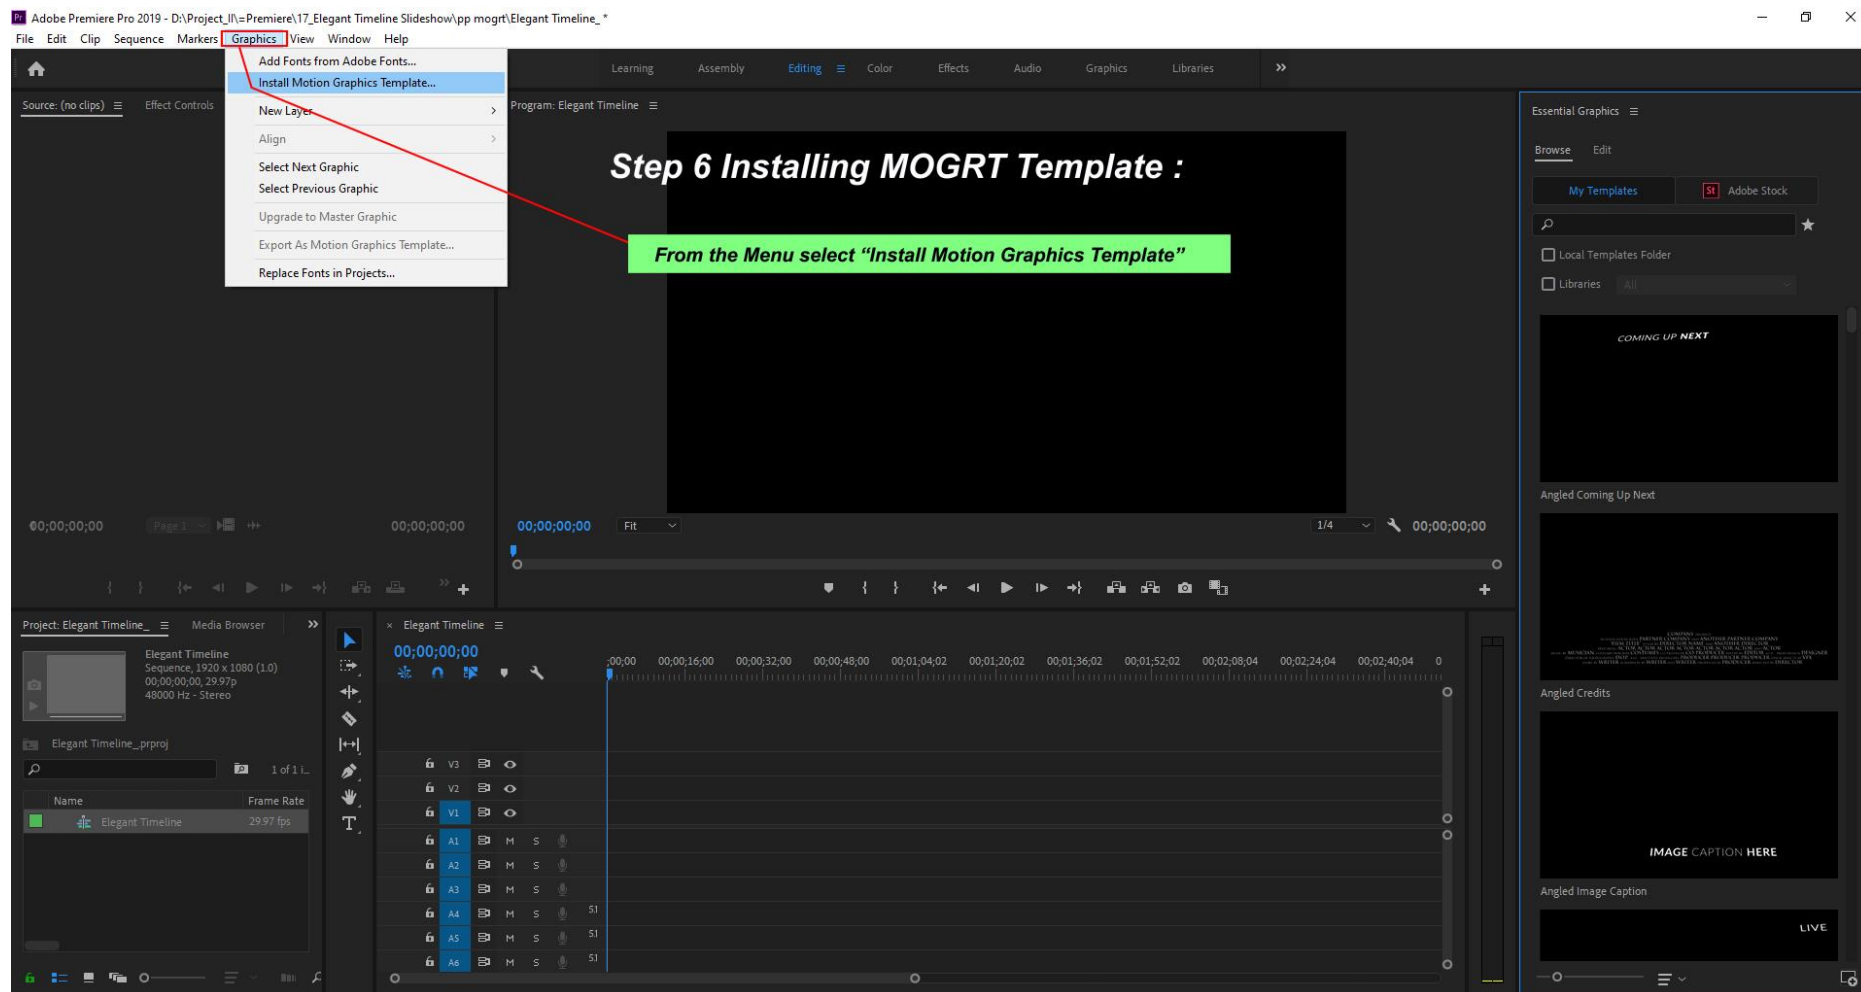 Adobe Premiere Pro 2019 - D:\Project_II\=Premiere\17_Elegant Timeline Slideshow\pp mogrt\Elegant Timeline_ *
File Edit Clip Sequence Markers Graphics View Window Help
Learning Assembly Editing Color Effects Audio Graphics Libraries
Add Fonts from Adobe Fonts...
Install Motion Graphics Template...
New Layer
Align
Select Next Graphic
Select Previous Graphic
Upgrade to Master Graphic
Export As Motion Graphics Template...
Replace Fonts in Projects...
Source: (no clips) Effect Controls
Program: Elegant Timeline
Step 6 Installing MOGRT Template :
From the Menu select “Install Motion Graphics Template”
00;00;00;00 Page 1 00;00;00;00
00;00;00;00 Fit 1/4 00;00;00;00
Essential Graphics
Browse Edit
My Templates St Adobe Stock
Local Templates Folder
Libraries All
COMING UP NEXT
Angled Coming Up Next
Angled Credits
IMAGE CAPTION HERE
Angled Image Caption
LIVE
Project: Elegant Timeline_ Media Browser
Elegant Timeline
Sequence, 1920 x 1080 (1.0)
00;00;00;00, 29.97p
48000 Hz - Stereo
Elegant Timeline_.prproj
1 of 1 i...
Name Frame Rate
Elegant Timeline 29.97 fps
× Elegant Timeline
00;00;00;00
;00;00 00;00;16;00 00;00;32;00 00;00;48;00 00;01;04;02 00;01;20;02 00;01;36;02 00;01;52;02 00;02;08;04 00;02;24;04 00;02;40;04 0
V3
V2
V1
A1 M S
A2 M S
A3 M S
A4 M S 5.1
A5 M S 5.1
A6 M S 5.1